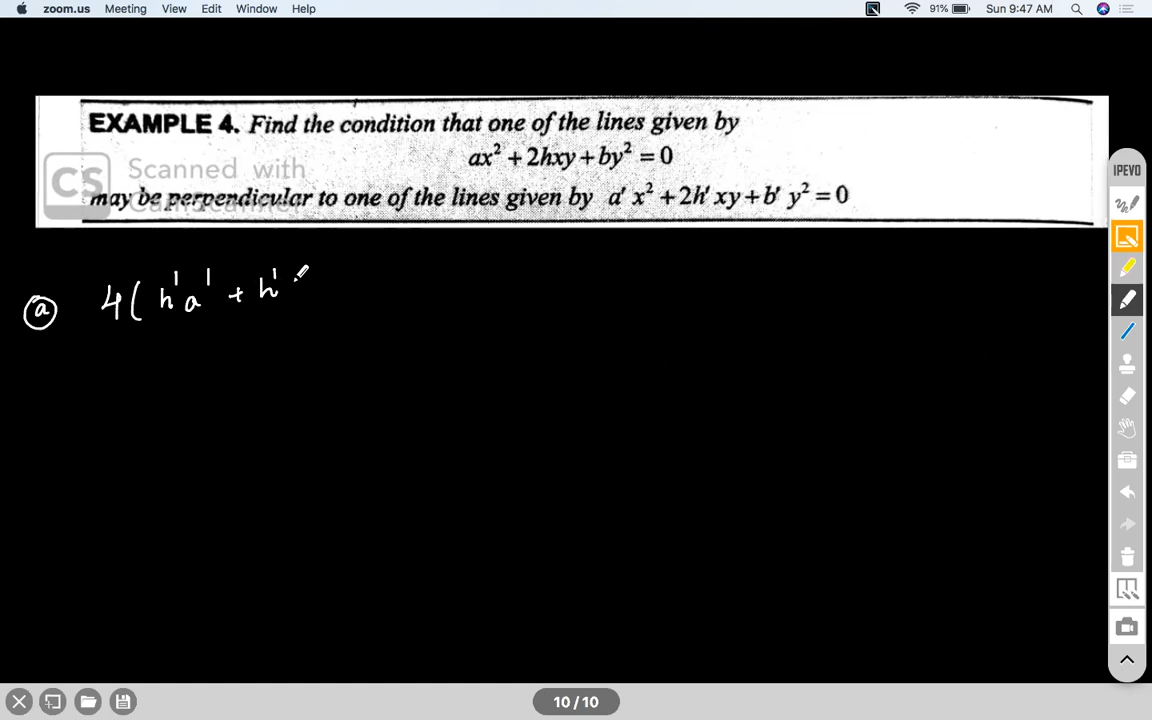 zoom.us Meeting View Edit Window Help 91% Sun 9:47 AM
EXAMPLE 4. Find the condition that one of the lines given by
ax² + 2hxy + by² = 0
Scanned with
CS
may be perpendicular to one of the lines given by a′ x² + 2h′ xy + b′ y² = 0
CamScanner
IPEVO
ⓐ 4( h'a' + h'
10 / 10